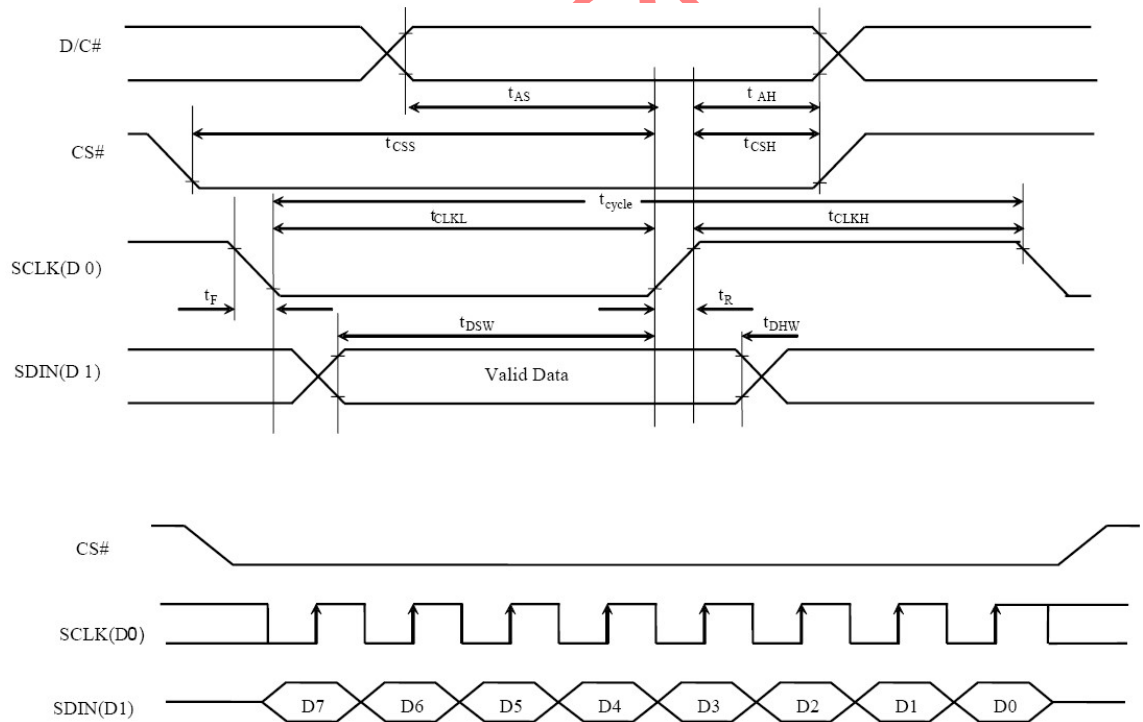 D/C#
tAS
t AH
CS#
tCSS
tCSH
tcycle
tCLKL
tCLKH
SCLK(D 0)
tF
tR
tDSW
tDHW
SDIN(D 1)
Valid Data
CS#
SCLK(D0)
SDIN(D1)
D7 D6 D5 D4 D3 D2 D1 D0